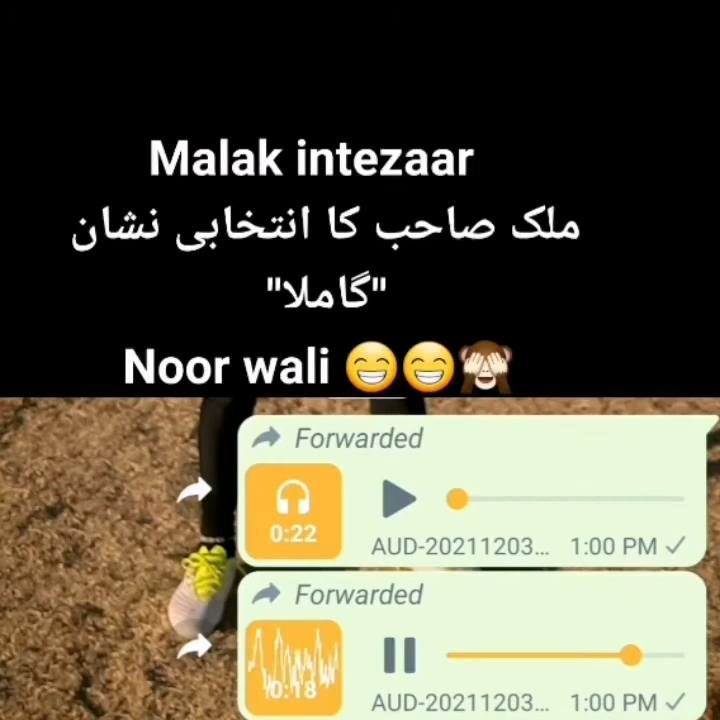 Malak intezaar
ملک صاحب کا انتخابی نشان
"گاملا"
Noor wali 😁😁🙈
Forwarded
0:22
AUD-20211203... 1:00 PM
Forwarded
0:18
AUD-20211203... 1:00 PM